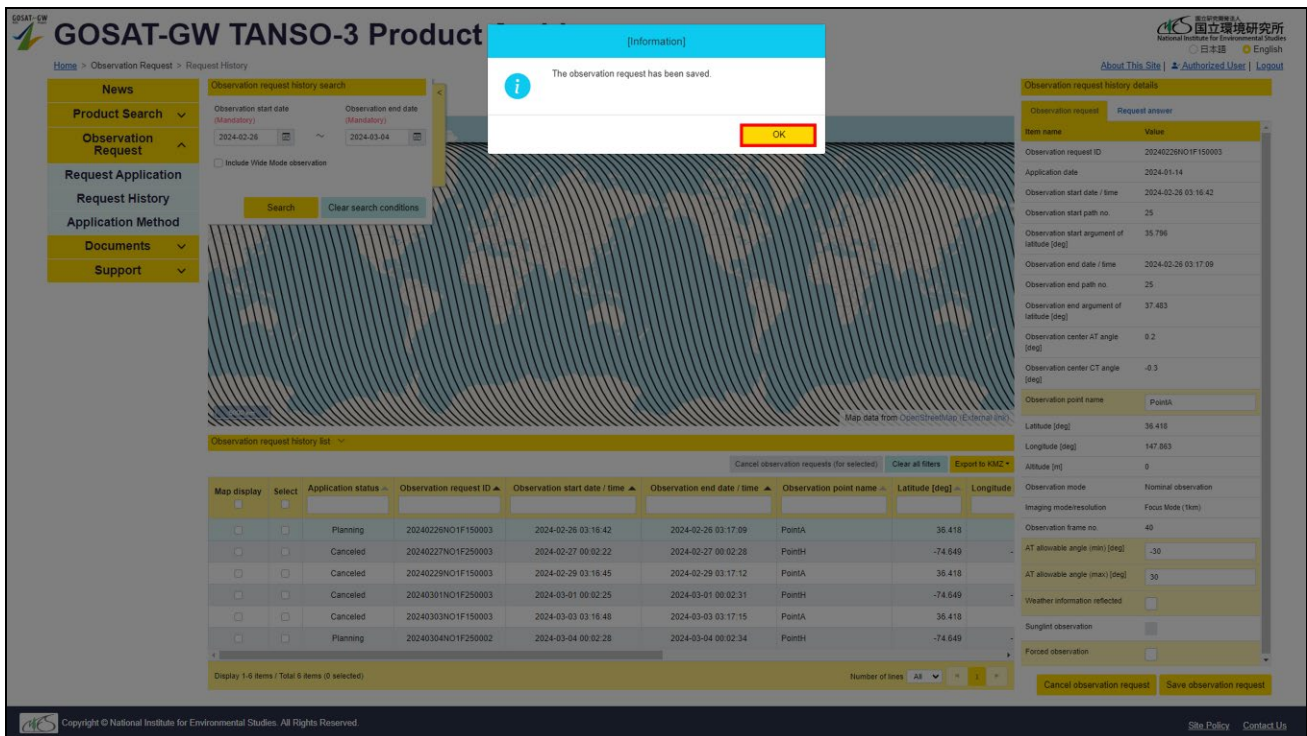 GOSAT-GW
GOSAT-GW TANSO-3 Product
国立研究開発法人
国立環境研究所
National Institute for Environmental Studies
日本語 English
Home > Observation Request > Request History
About This Site | Authorized User | Logout
[Information]
The observation request has been saved.
OK
News
Product Search
Observation Request
Request Application
Request History
Application Method
Documents
Support
Observation request history search
<
Observation start date
(Mandatory)
Observation end date
(Mandatory)
2024-02-26 ~ 2024-03-04
Include Wide Mode observation
Search Clear search conditions
Map data from OpenStreetMap (External link)
Observation request history list
Cancel observation requests (for selected) Clear all filters Export to KMZ
Map display Select Application status Observation request ID Observation start date / time Observation end date / time Observation point name Latitude [deg] Longitude
Planning 20240226NO1F150003 2024-02-26 03:16:42 2024-02-26 03:17:09 PointA 36.418
Canceled 20240227NO1F250003 2024-02-27 00:02:22 2024-02-27 00:02:28 PointH -74.649 -
Canceled 20240229NO1F150003 2024-02-29 03:16:45 2024-02-29 03:17:12 PointA 36.418
Canceled 20240301NO1F250003 2024-03-01 00:02:25 2024-03-01 00:02:31 PointH -74.649 -
Canceled 20240303NO1F150003 2024-03-03 03:16:48 2024-03-03 03:17:15 PointA 36.418
Planning 20240304NO1F250002 2024-03-04 00:02:28 2024-03-04 00:02:34 PointH -74.649 -
Display 1-6 items / Total 6 items (0 selected)
Number of lines All 1
Observation request history details
Observation request Request answer
Item name Value
Observation request ID 20240226NO1F150003
Application date 2024-01-14
Observation start date / time 2024-02-26 03:16:42
Observation start path no. 25
Observation start argument of latitude [deg] 35.796
Observation end date / time 2024-02-26 03:17:09
Observation end path no. 25
Observation end argument of latitude [deg] 37.483
Observation center AT angle [deg] 0.2
Observation center CT angle [deg] -0.3
Observation point name PointA
Latitude [deg] 36.418
Longitude [deg] 147.863
Altitude [m] 0
Observation mode Nominal observation
Imaging mode/resolution Focus Mode (1km)
Observation frame no. 40
AT allowable angle (min) [deg] -30
AT allowable angle (max) [deg] 30
Weather information reflected
Sunglint observation
Forced observation
Cancel observation request Save observation request
Copyright © National Institute for Environmental Studies. All Rights Reserved.
Site Policy Contact Us